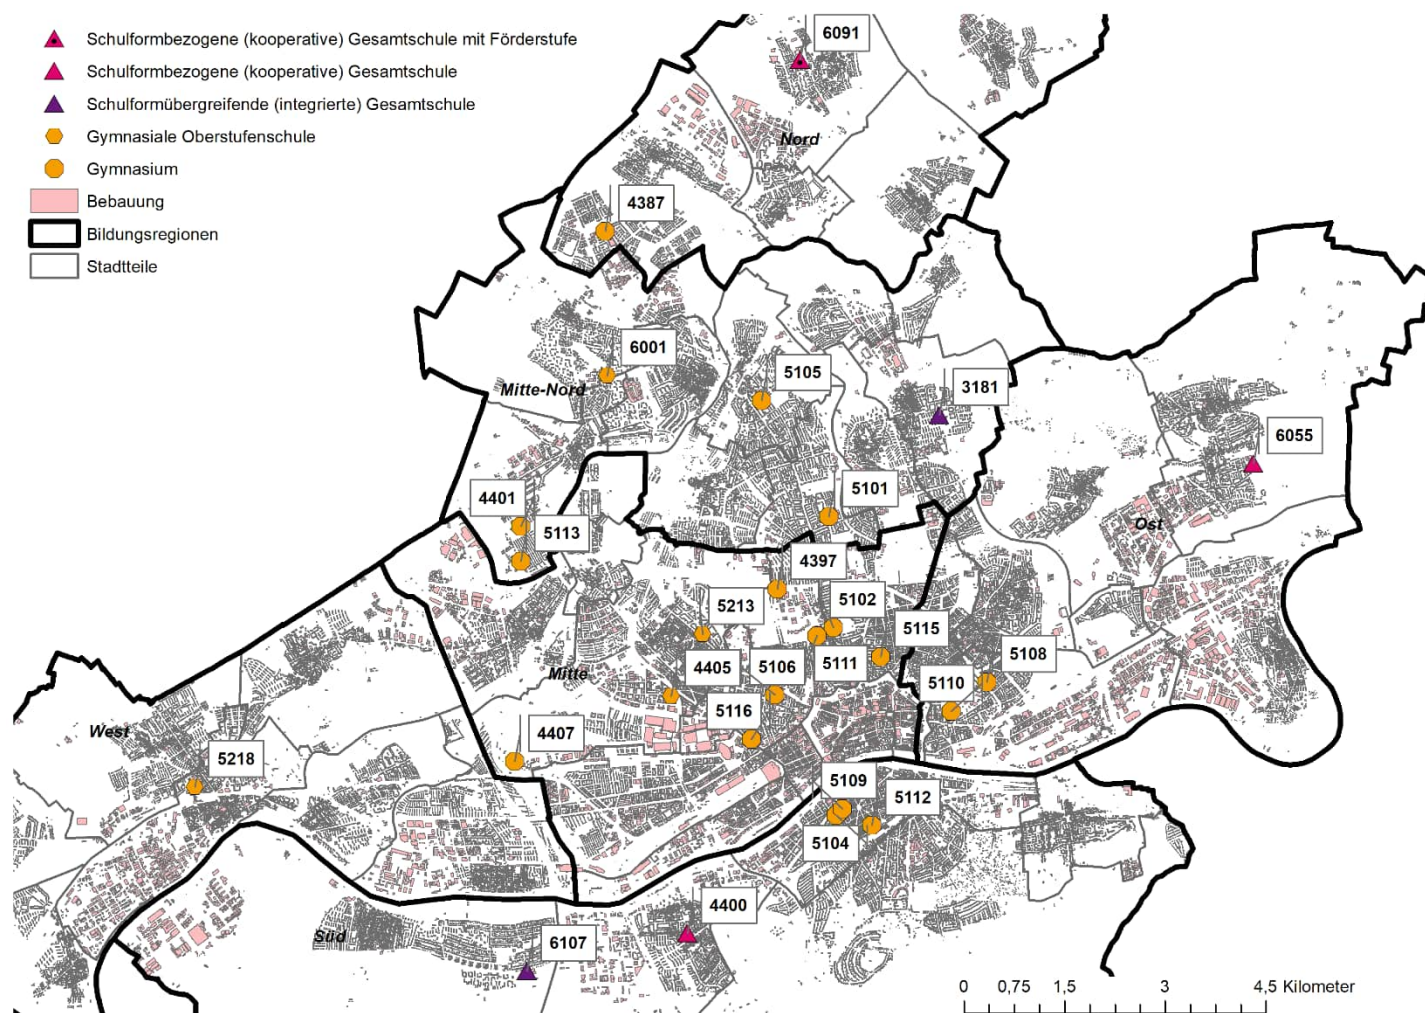 Schulformbezogene (kooperative) Gesamtschule mit Förderstufe
Schulformbezogene (kooperative) Gesamtschule
Schulformübergreifende (integrierte) Gesamtschule
Gymnasiale Oberstufenschule
Gymnasium
Bebauung
Bildungsregionen
Stadtteile
6091
Nord
4387
6001
Mitte-Nord
5105
3181
6055
5101
4401
5113
Ost
4397
5213
5102
5115
4405
5106
5111
5108
Mitte
5110
5116
West
4407
5218
5109
5112
5104
4400
Süd
6107
0 0,75 1,5 3 4,5 Kilometer